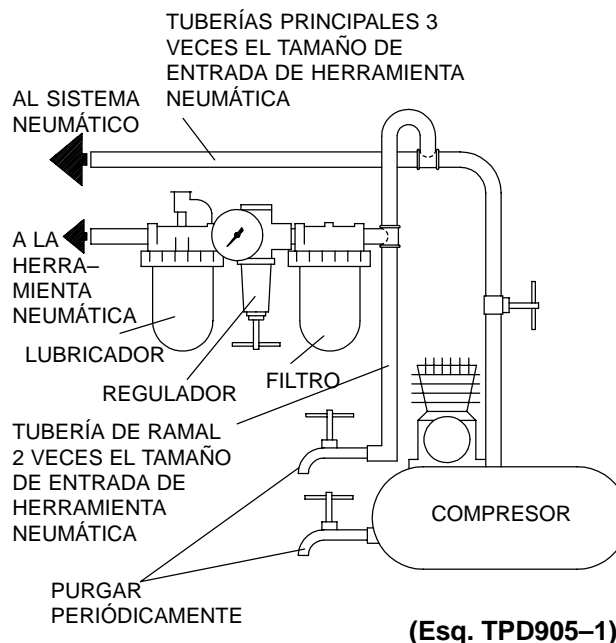 TUBERÍAS PRINCIPALES 3
VECES EL TAMAÑO DE
ENTRADA DE HERRAMIENTA
NEUMÁTICA
AL SISTEMA
NEUMÁTICO
A LA
HERRA–
MIENTA
NEUMÁTICA
LUBRICADOR
REGULADOR
FILTRO
TUBERÍA DE RAMAL
2 VECES EL TAMAÑO
DE ENTRADA DE
HERRAMIENTA
NEUMÁTICA
COMPRESOR
PURGAR
PERIÓDICAMENTE
(Esq. TPD905–1)